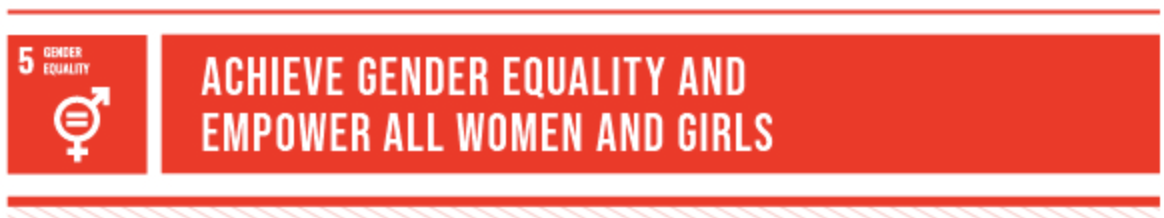 5 GENDER
EQUALITY
ACHIEVE GENDER EQUALITY AND
EMPOWER ALL WOMEN AND GIRLS